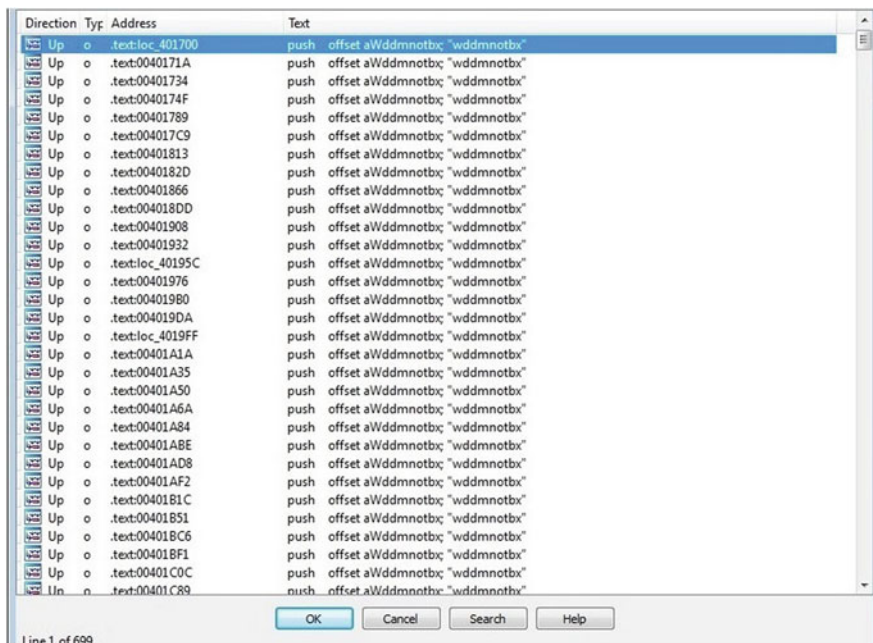 Direction Typ Address Text
Up o .text:loc_401700 push offset aWddmnotbx; "wddmnotbx"
Up o .text:0040171A push offset aWddmnotbx; "wddmnotbx"
Up o .text:00401734 push offset aWddmnotbx; "wddmnotbx"
Up o .text:0040174F push offset aWddmnotbx; "wddmnotbx"
Up o .text:00401789 push offset aWddmnotbx; "wddmnotbx"
Up o .text:004017C9 push offset aWddmnotbx; "wddmnotbx"
Up o .text:00401813 push offset aWddmnotbx; "wddmnotbx"
Up o .text:0040182D push offset aWddmnotbx; "wddmnotbx"
Up o .text:00401866 push offset aWddmnotbx; "wddmnotbx"
Up o .text:004018DD push offset aWddmnotbx; "wddmnotbx"
Up o .text:00401908 push offset aWddmnotbx; "wddmnotbx"
Up o .text:00401932 push offset aWddmnotbx; "wddmnotbx"
Up o .text:loc_40195C push offset aWddmnotbx; "wddmnotbx"
Up o .text:00401976 push offset aWddmnotbx; "wddmnotbx"
Up o .text:004019B0 push offset aWddmnotbx; "wddmnotbx"
Up o .text:004019DA push offset aWddmnotbx; "wddmnotbx"
Up o .text:loc_4019FF push offset aWddmnotbx; "wddmnotbx"
Up o .text:00401A1A push offset aWddmnotbx; "wddmnotbx"
Up o .text:00401A35 push offset aWddmnotbx; "wddmnotbx"
Up o .text:00401A50 push offset aWddmnotbx; "wddmnotbx"
Up o .text:00401A6A push offset aWddmnotbx; "wddmnotbx"
Up o .text:00401A84 push offset aWddmnotbx; "wddmnotbx"
Up o .text:00401ABE push offset aWddmnotbx; "wddmnotbx"
Up o .text:00401AD8 push offset aWddmnotbx; "wddmnotbx"
Up o .text:00401AF2 push offset aWddmnotbx; "wddmnotbx"
Up o .text:00401B1C push offset aWddmnotbx; "wddmnotbx"
Up o .text:00401B51 push offset aWddmnotbx; "wddmnotbx"
Up o .text:00401BC6 push offset aWddmnotbx; "wddmnotbx"
Up o .text:00401BF1 push offset aWddmnotbx; "wddmnotbx"
Up o .text:00401C0C push offset aWddmnotbx; "wddmnotbx"
Up o .text:00401C89 push offset aWddmnotbx; "wddmnotbx"
OK Cancel Search Help
Line 1 of 699